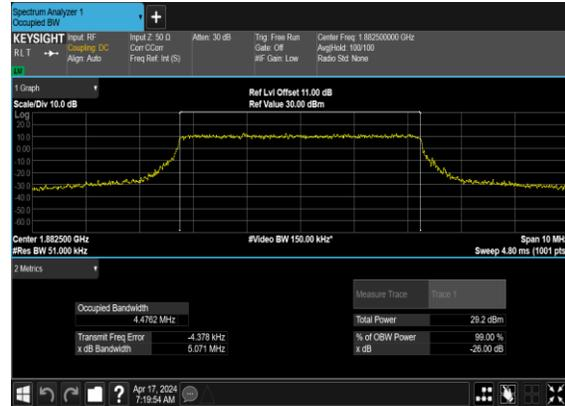 Spectrum Analyzer 1
Occupied BW
+
KEYSIGHT Input: RF Input Z: 50 Ω Atten: 30 dB Trig: Free Run Center Freq: 1.882500000 GHz
RLT Coupling: DC Corr CCorr Gate: Off Avg|Hold: 100/100
Align: Auto Freq Ref: Int (S) #IF Gain: Low Radio Std: None
1 Graph Ref Lvl Offset 11.00 dB
Scale/Div 10.0 dB Ref Value 30.00 dBm
Log
20.0
10.0
0.00
-10.0
-20.0
-30.0
-40.0
-50.0
-60.0
Center 1.882500 GHz #Video BW 150.00 kHz* Span 10 MHz
#Res BW 51.000 kHz Sweep 4.80 ms (1001 pts
2 Metrics
Measure Trace Trace 1
Occupied Bandwidth
4.4762 MHz Total Power 29.2 dBm
Transmit Freq Error -4.378 kHz % of OBW Power 99.00 %
x dB Bandwidth 5.071 MHz x dB -26.00 dB
? Apr 17, 2024
7:19:54 AM